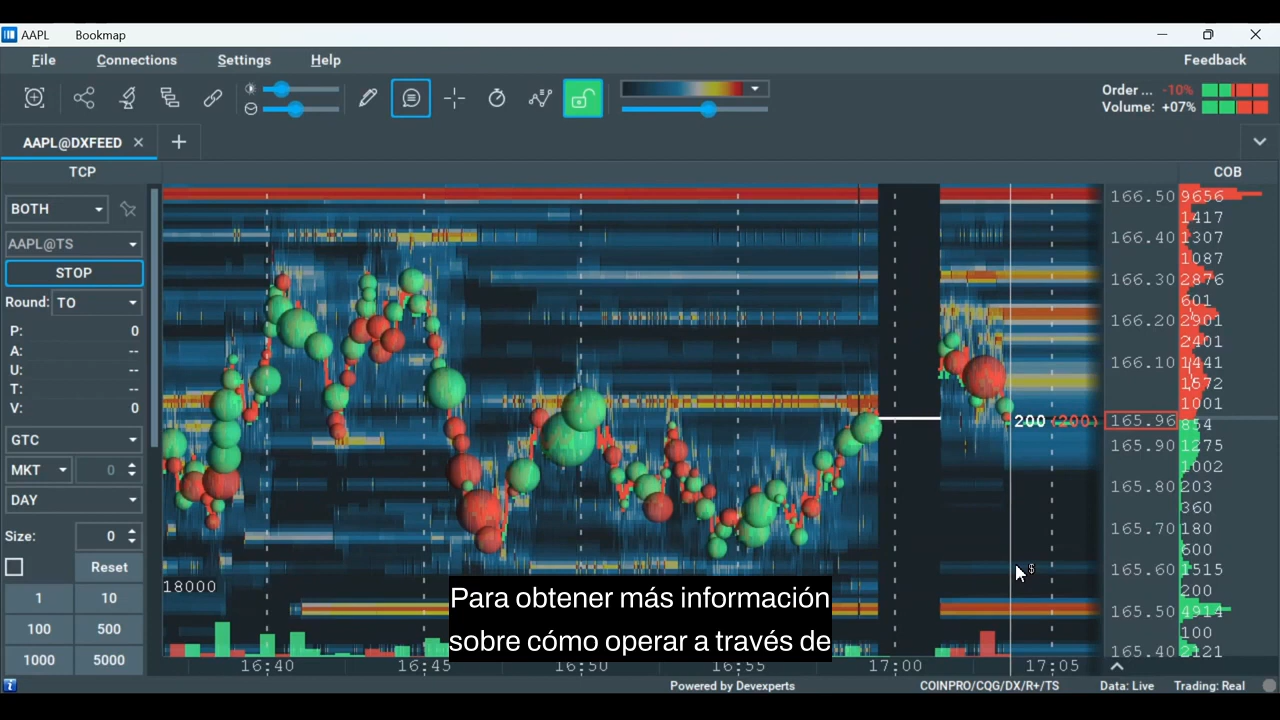 AAPL Bookmap
File Connections Settings Help Feedback
Order ... -10%
Volume: +07%
AAPL@DXFEED
TCP COB
BOTH
AAPL@TS
STOP
Round: TO
P: 0
A: --
U: --
T: --
V: 0
GTC
MKT 0
DAY
Size: 0
Reset
1 10
100 500
1000 5000
18000
200 (200)
166.50 9656
1417
166.40 1307
1087
166.30 2876
601
166.20 2901
2401
166.10 1441
1572
1001
165.96 854
165.90 1275
1002
165.80 203
360
165.70 180
600
165.60 1515
200
165.50 4914
100
165.40 2121
Para obtener más información
sobre cómo operar a través de
16:40 16:45 16:50 16:55 17:00 17:05
Powered by Devexperts COINPRO/CQG/DX/R+/TS Data: Live Trading: Real